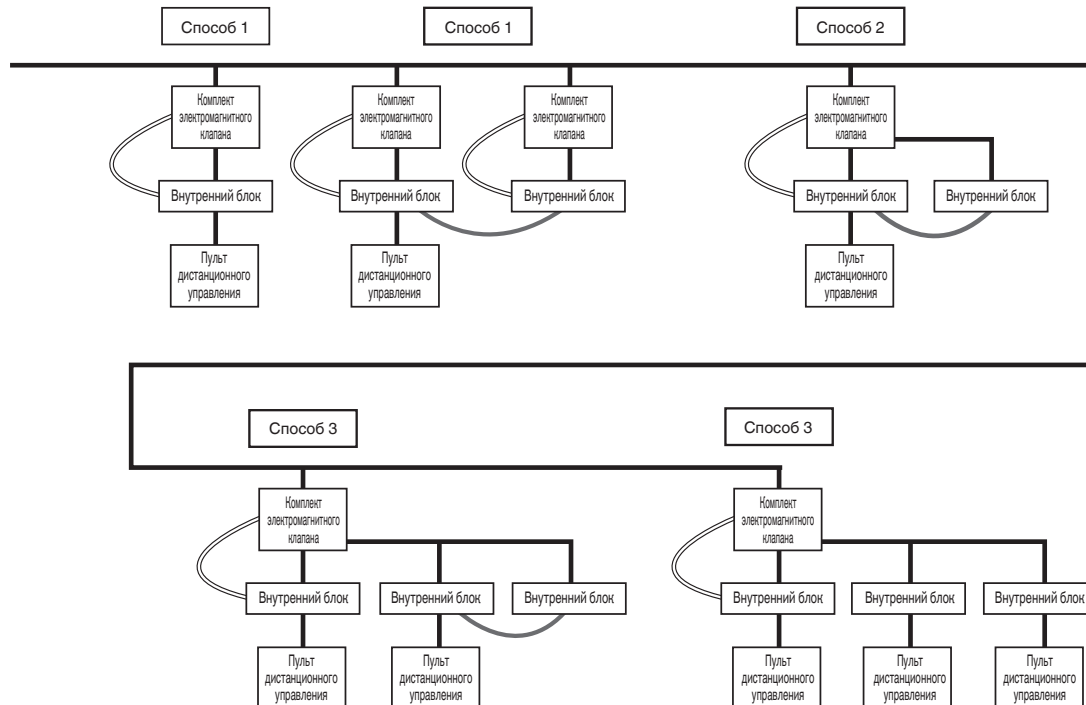 Способ 1
Способ 1
Способ 2
Комплект
электромагнитного
клапана
Комплект
электромагнитного
клапана
Комплект
электромагнитного
клапана
Комплект
электромагнитного
клапана
Внутренний блок
Внутренний блок
Внутренний блок
Внутренний блок
Внутренний блок
Пульт
дистанционного
управления
Пульт
дистанционного
управления
Пульт
дистанционного
управления
Способ 3
Способ 3
Комплект
электромагнитного
клапана
Комплект
электромагнитного
клапана
Внутренний блок
Внутренний блок
Внутренний блок
Внутренний блок
Внутренний блок
Внутренний блок
Пульт
дистанционного
управления
Пульт
дистанционного
управления
Пульт
дистанционного
управления
Пульт
дистанционного
управления
Пульт
дистанционного
управления